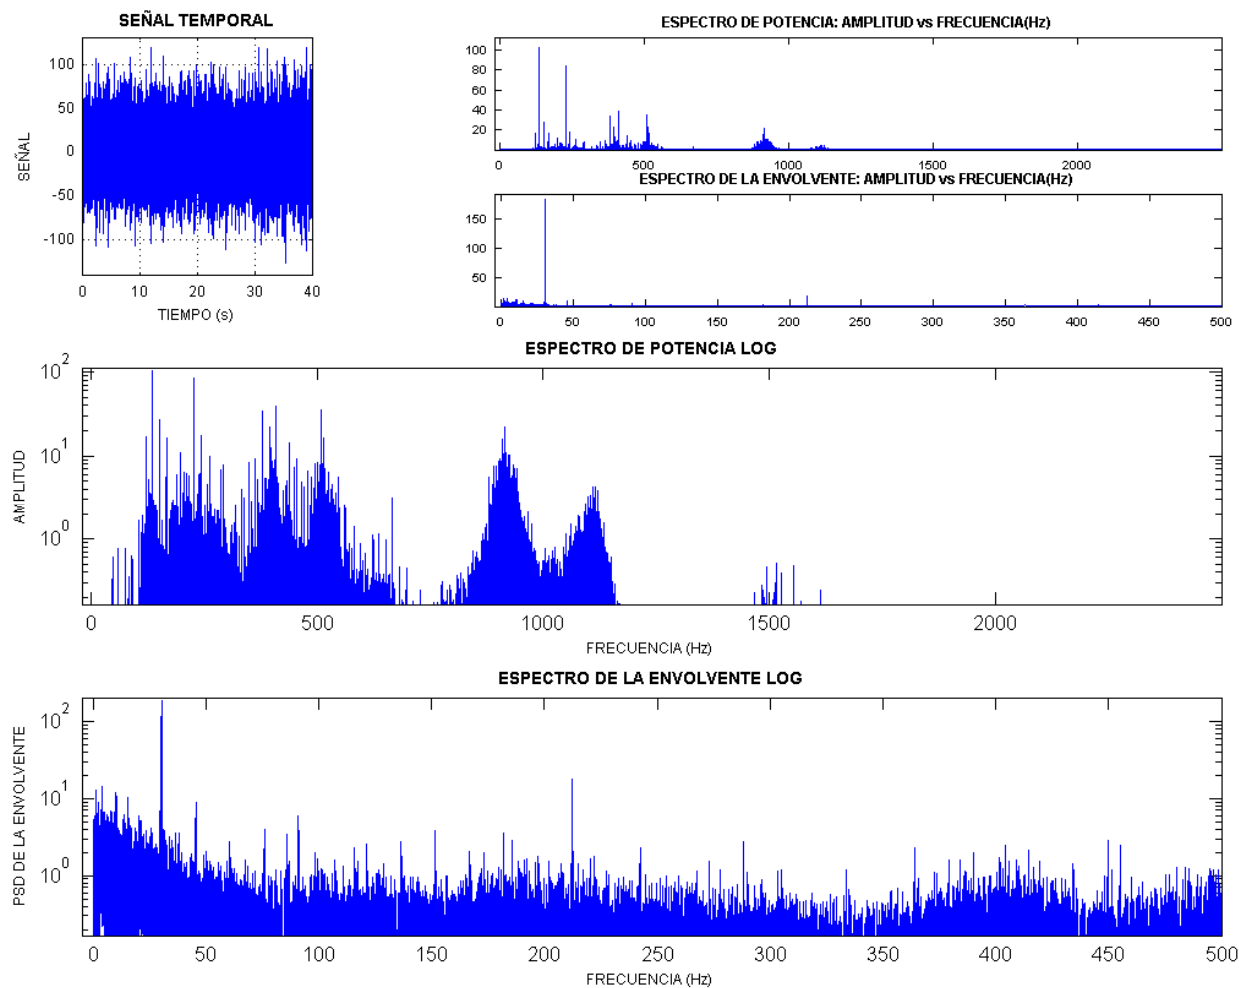 SEÑAL TEMPORAL
100
50
0
-50
-100
SEÑAL
0 10 20 30 40
TIEMPO (s)
ESPECTRO DE POTENCIA: AMPLITUD vs FRECUENCIA(Hz)
100
80
60
40
20
0 500 1000 1500 2000
ESPECTRO DE LA ENVOLVENTE: AMPLITUD vs FRECUENCIA(Hz)
150
100
50
0 50 100 150 200 250 300 350 400 450 500
ESPECTRO DE POTENCIA LOG
10^2
10^1
10^0
AMPLITUD
0 500 1000 1500 2000
FRECUENCIA (Hz)
ESPECTRO DE LA ENVOLVENTE LOG
10^2
10^1
10^0
PSD DE LA ENVOLVENTE
0 50 100 150 200 250 300 350 400 450 500
FRECUENCIA (Hz)